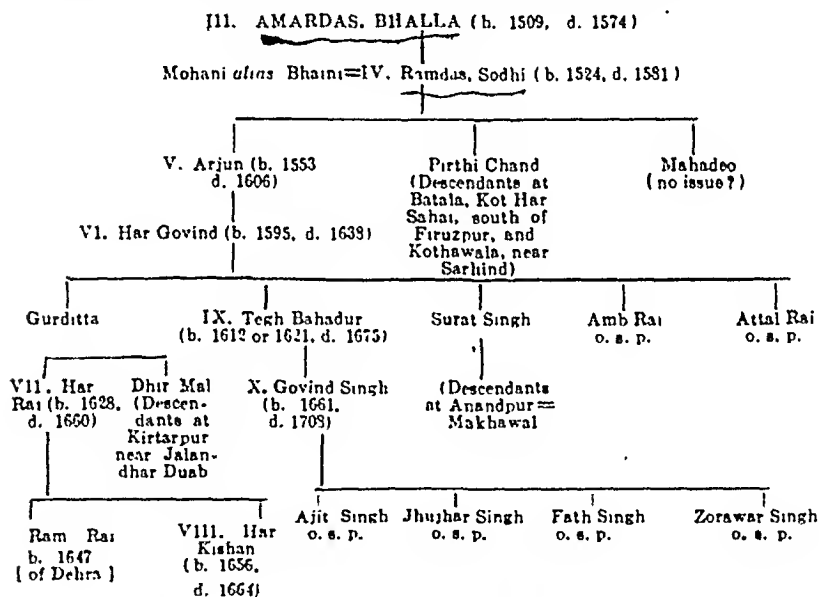 III. AMARDAS. BHALLA (b. 1509, d. 1574)
Mohani alias Bhaini=IV. Ramdas, Sodhi (b. 1524, d. 1581)
V. Arjun (b. 1553
d. 1606)
Pirthi Chand
(Descendants at
Batala, Kot Har
Sahai, south of
Firuzpur, and
Kothawala, near
Sarhind)
Mahadeo
(no issue?)
VI. Har Govind (b. 1595, d. 1638)
Gurditta
IX. Tegh Bahadur
(b. 1612 or 1621, d. 1675)
Surat Singh
Amb Rai
o. s. p.
Attal Rai
o. s. p.
VII. Har
Rai (b. 1628,
d. 1660)
Dhir Mal
(Descen-
dants at
Kirtarpur
near Jalan-
dhar Duab
X. Govind Singh
(b. 1661,
d. 1708)
(Descendants
at Anandpur=
Makhawal
Ram Rai
b. 1647
[ of Dehra ]
VIII. Har
Kishan
(b. 1656,
d. 1664)
Ajit Singh
o. s. p.
Jhujhar Singh
o. s. p.
Fath Singh
o. s. p.
Zorawar Singh
o. s. p.